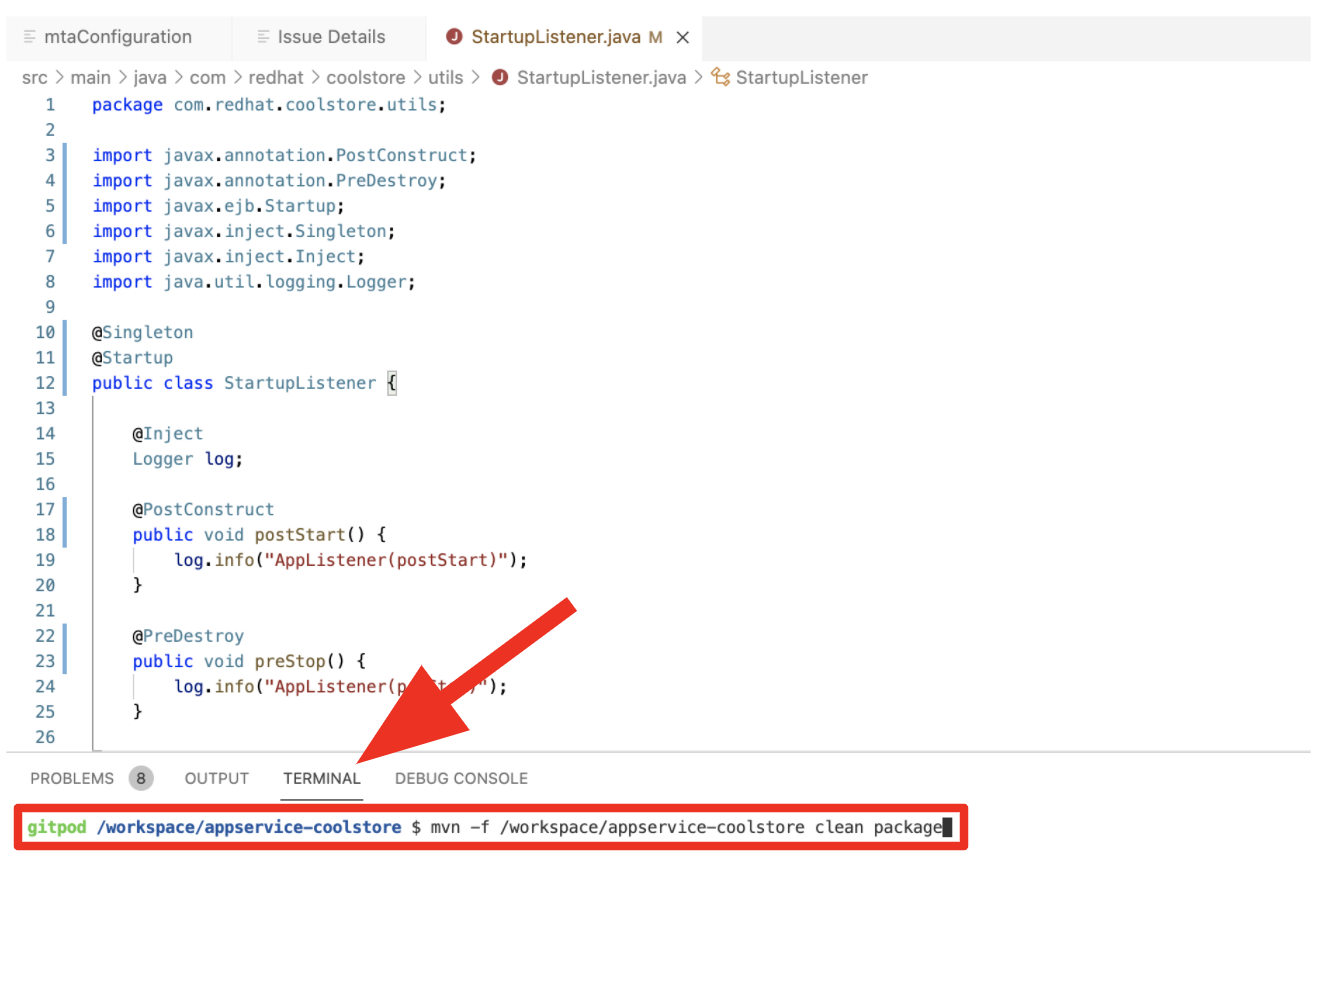 mtaConfiguration Issue Details StartupListener.java M
src > main > java > com > redhat > coolstore > utils > StartupListener.java > StartupListener
1 package com.redhat.coolstore.utils;
2
3 import javax.annotation.PostConstruct;
4 import javax.annotation.PreDestroy;
5 import javax.ejb.Startup;
6 import javax.inject.Singleton;
7 import javax.inject.Inject;
8 import java.util.logging.Logger;
9
10 @Singleton
11 @Startup
12 public class StartupListener {
13
14 @Inject
15 Logger log;
16
17 @PostConstruct
18 public void postStart() {
19 log.info("AppListener(postStart)");
20 }
21
22 @PreDestroy
23 public void preStop() {
24 log.info("AppListener(p )");
25 }
26
PROBLEMS 8 OUTPUT TERMINAL DEBUG CONSOLE
gitpod /workspace/appservice-coolstore $ mvn -f /workspace/appservice-coolstore clean package